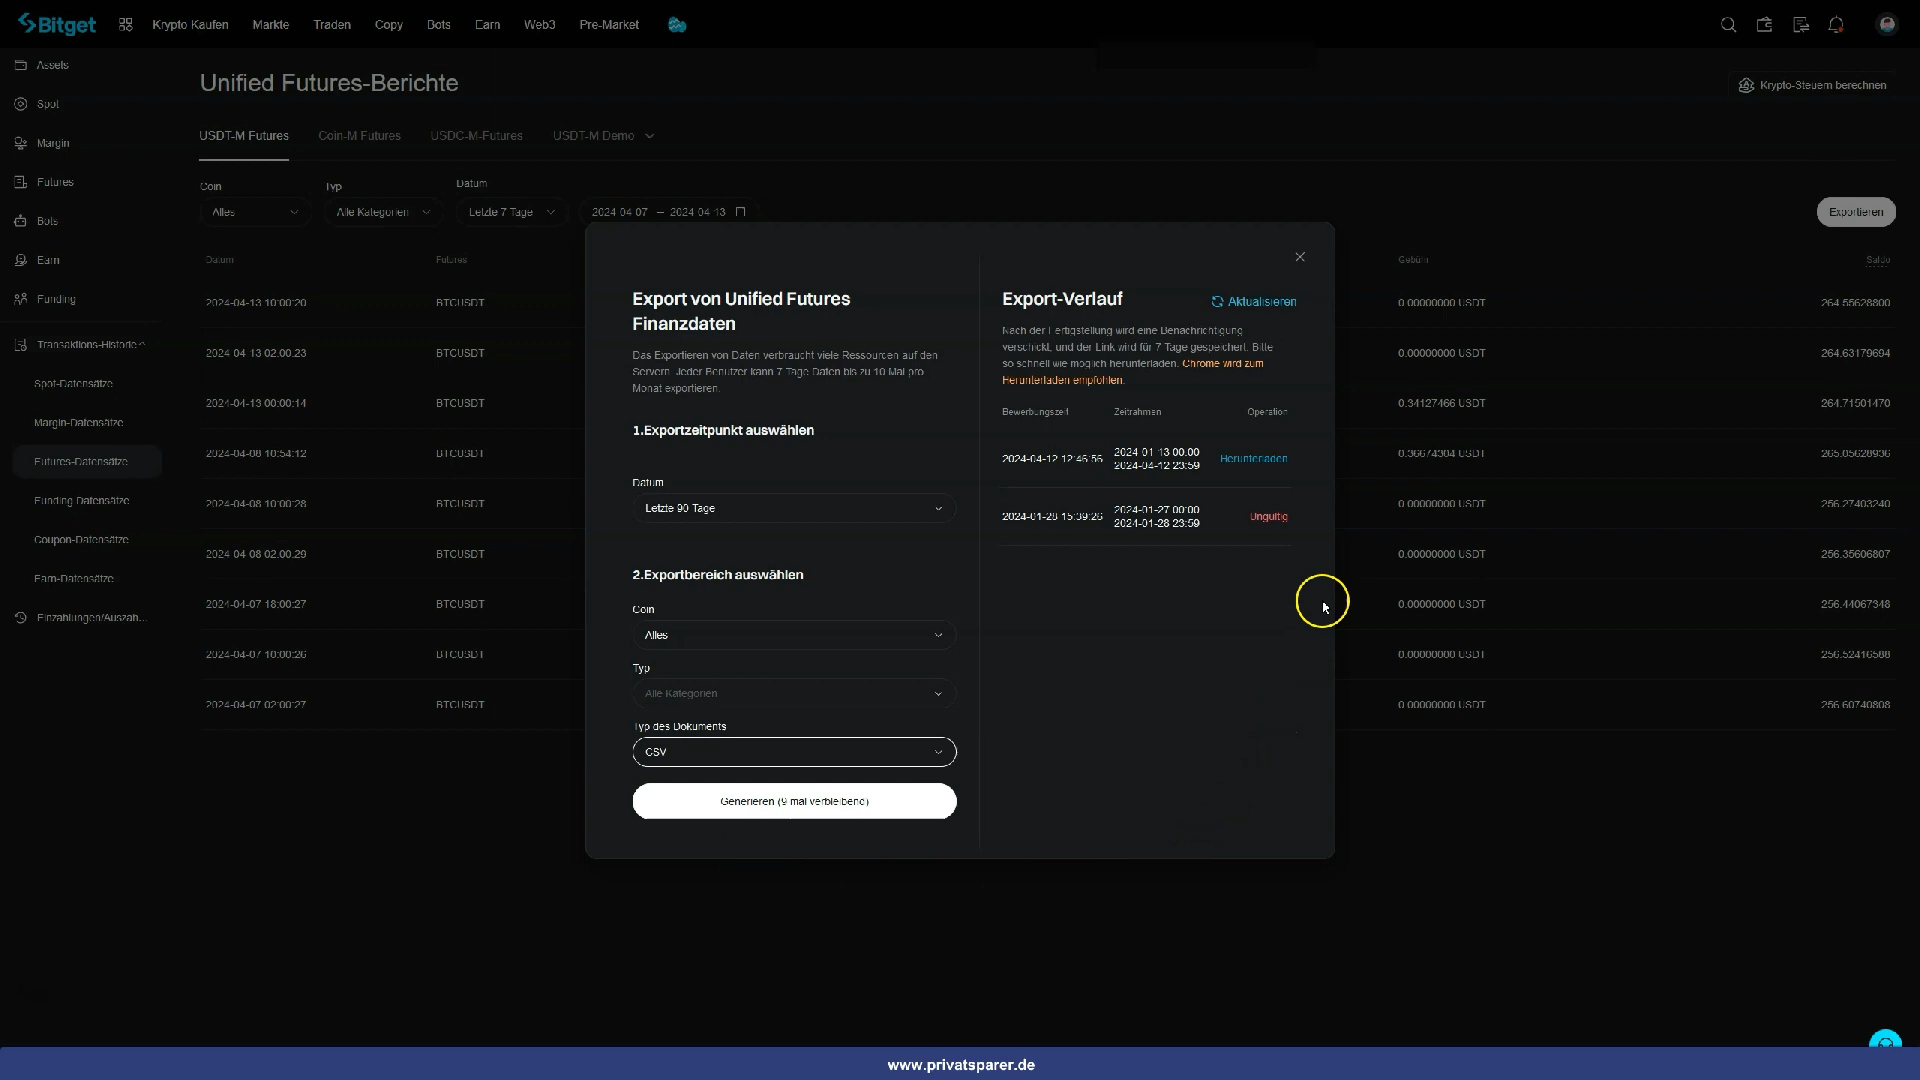 Bitget
Krypto Kaufen
Märkte
Traden
Copy
Bots
Earn
Web3
Pre-Market
Assets
Spot
Margin
Futures
Bots
Earn
Funding
Transaktions-Historie
Spot-Datensätze
Margin-Datensätze
Futures-Datensätze
Funding Datensätze
Coupon-Datensätze
Earn-Datensätze
Einzahlungen/Auszah...
Unified Futures-Berichte
Krypto-Steuern berechnen
USDT-M Futures
Coin-M Futures
USDC-M-Futures
USDT-M Demo
Coin
Typ
Datum
Alles
Alle Kategorien
Letzte 7 Tage
2024-04-07 – 2024-04-13
Exportieren
Datum
Futures
Gebühr
Saldo
2024-04-13 10:00:20 BTCUSDT 0.00000000 USDT 264.55628800
2024-04-13 02:00:23 BTCUSDT 0.00000000 USDT 264.63179694
2024-04-13 00:00:14 BTCUSDT 0.34127466 USDT 264.71501470
2024-04-08 10:54:12 BTCUSDT 0.36674304 USDT 265.05628936
2024-04-08 10:00:28 BTCUSDT 0.00000000 USDT 256.27403240
2024-04-08 02:00:29 BTCUSDT 0.00000000 USDT 256.35606807
2024-04-07 18:00:27 BTCUSDT 0.00000000 USDT 256.44067348
2024-04-07 10:00:26 BTCUSDT 0.00000000 USDT 256.52416588
2024-04-07 02:00:27 BTCUSDT 0.00000000 USDT 256.60740808
Export von Unified Futures
Finanzdaten
Das Exportieren von Daten verbraucht viele Ressourcen auf den
Servern. Jeder Benutzer kann 7 Tage Daten bis zu 10 Mal pro
Monat exportieren.
1.Exportzeitpunkt auswählen
Datum
Letzte 90 Tage
2.Exportbereich auswählen
Coin
Alles
Typ
Alle Kategorien
Typ des Dokuments
CSV
Generieren (9 mal verbleibend)
Export-Verlauf
Aktualisieren
Nach der Fertigstellung wird eine Benachrichtigung
verschickt, und der Link wird für 7 Tage gespeichert. Bitte
so schnell wie möglich herunterladen. Chrome wird zum
Herunterladen empfohlen.
Bewerbungszeit
Zeitrahmen
Operation
2024-04-12 12:46:56
2024-01-13 00:00
2024-04-12 23:59
Herunterladen
2024-01-28 15:39:26
2024-01-27 00:00
2024-01-28 23:59
Ungültig
www.privatsparer.de